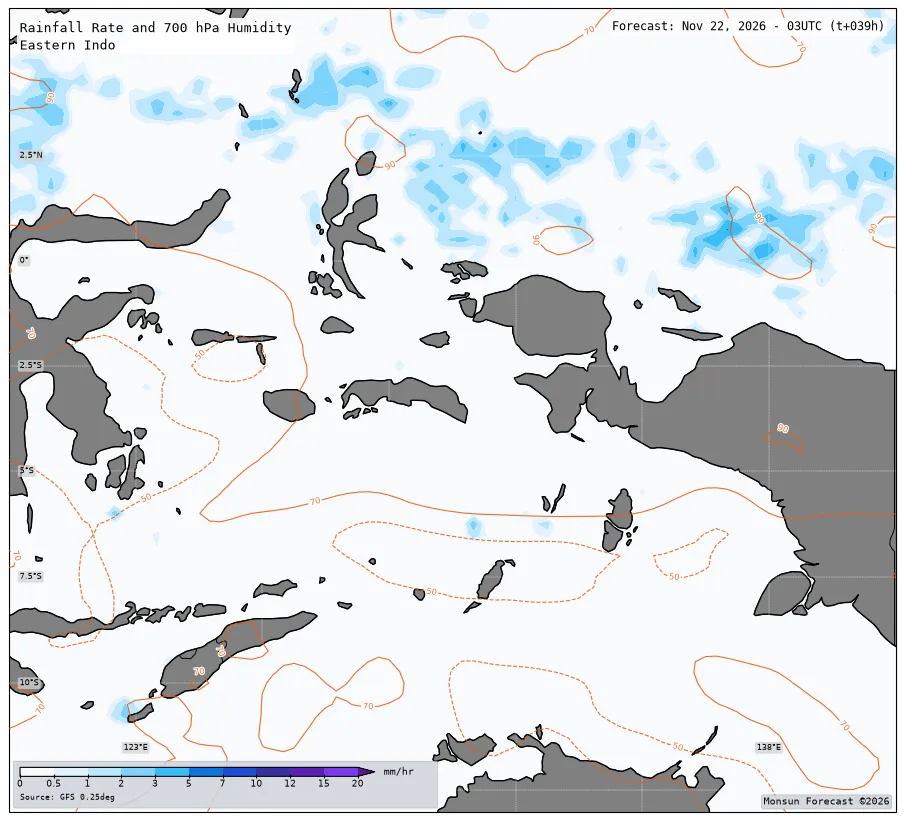 Rainfall Rate and 700 hPa Humidity
Eastern Indo
Forecast: Nov 22, 2026 - 03UTC (t+039h)
70
70
90
90
2.5°N
90
90
90
0°
70
50
2.5°S
90
5°S
50
70
70
7.5°S
50
50
70
70
10°S
70
70
70
50
123°E
138°E
mm/hr
0 0.5 1 2 3 5 7 10 12 15 20
Source: GFS 0.25deg
Monsun Forecast ©2026